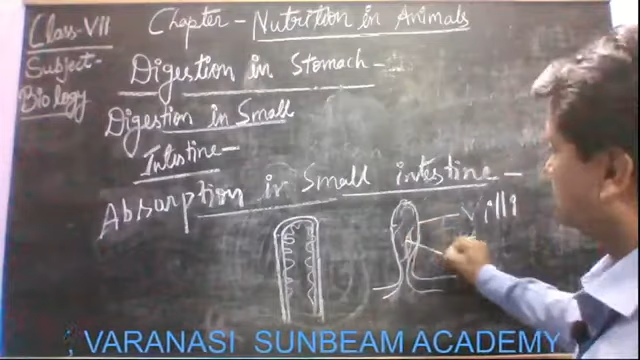 Class-VII
Chapter - Nutrition in Animals
Subject-
Biology
Digestion in Stomach-
Digestion in Small
Intestine-
Absorption in Small intestine-
Villi
; VARANASI SUNBEAM ACADEMY